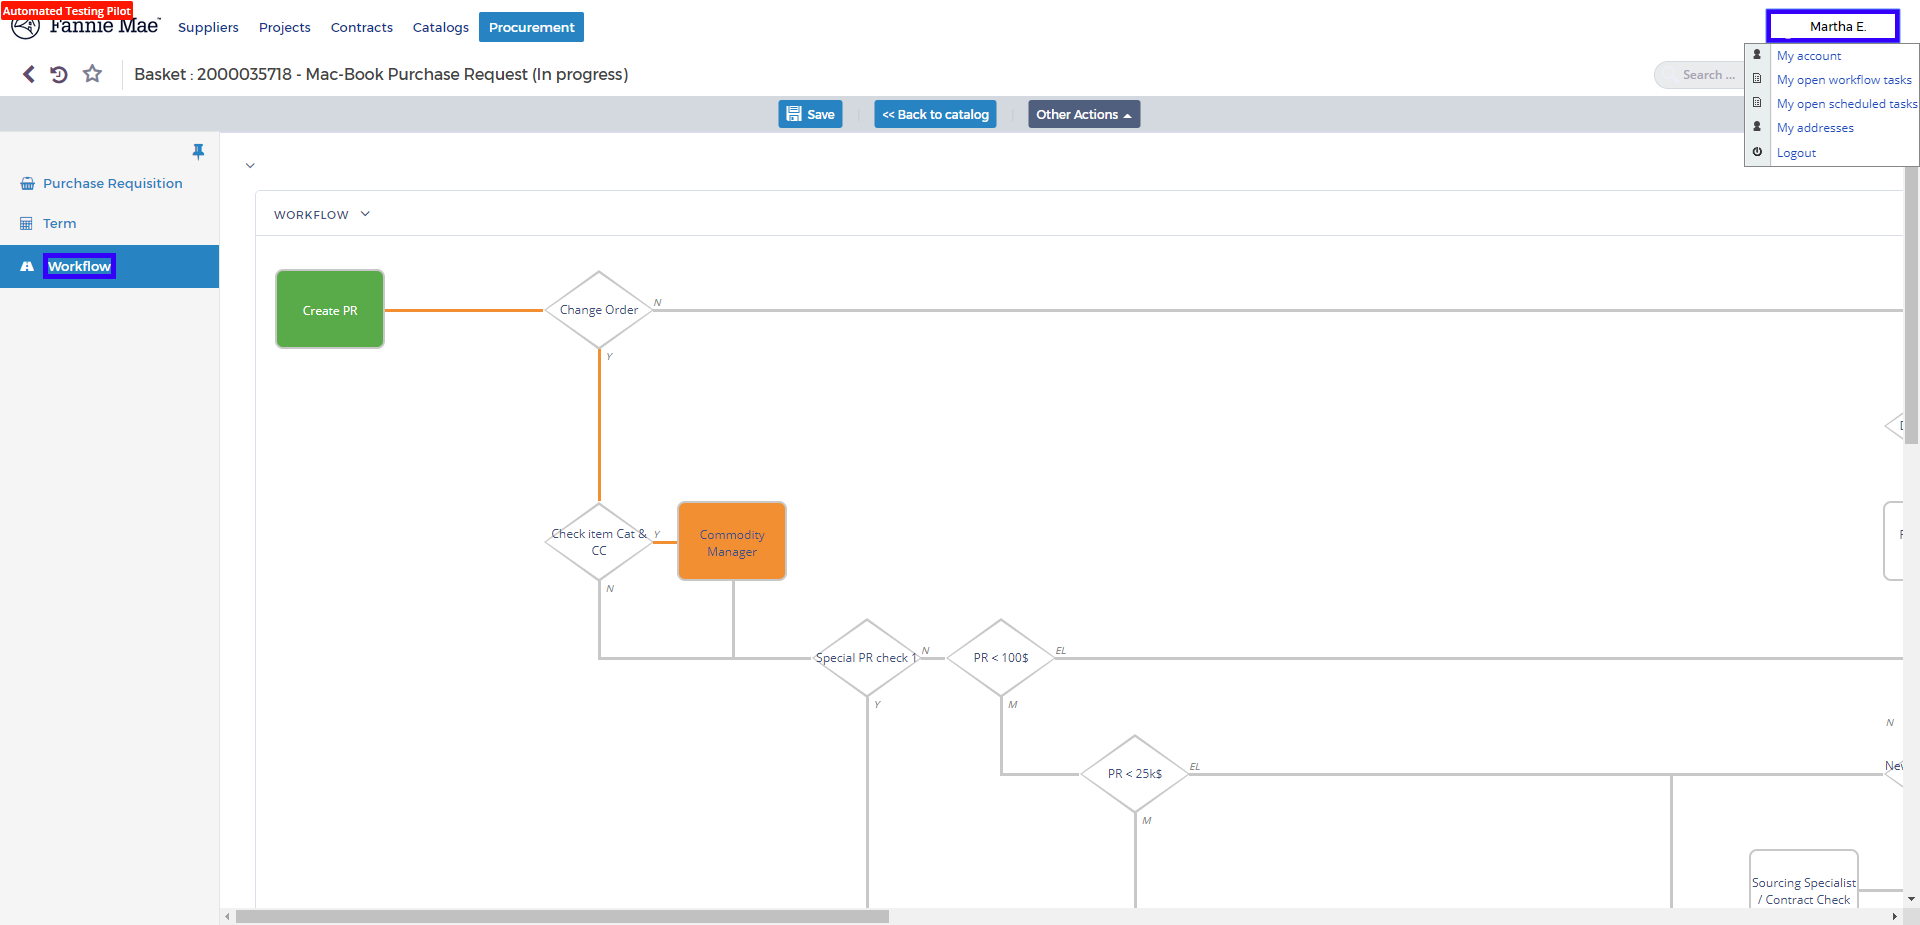 Automated Testing Pilot
Fannie Mae
Suppliers
Projects
Contracts
Catalogs
Procurement
Martha E.
My account
My open workflow tasks
My open scheduled tasks
My addresses
Logout
Basket : 2000035718 - Mac-Book Purchase Request (In progress)
Search ...
Save
<< Back to catalog
Other Actions
Purchase Requisition
Term
Workflow
WORKFLOW
Create PR
Change Order
N
Y
Check item Cat &
CC
Y
N
Commodity
Manager
Special PR check 1
N
Y
PR < 100$
EL
M
PR < 25k$
EL
M
N
Sourcing Specialist
/ Contract Check